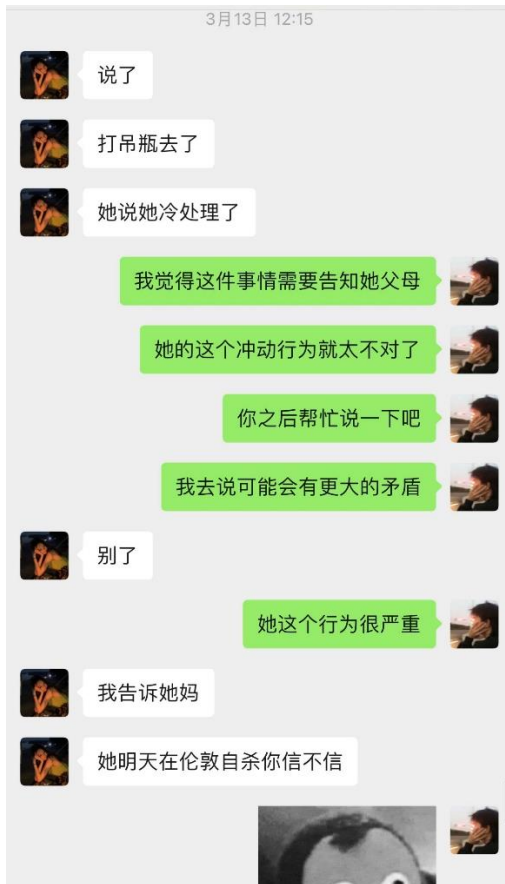 3月13日 12:15
说了
打吊瓶去了
她说她冷处理了
我觉得这件事情需要告知她父母
她的这个冲动行为就太不对了
你之后帮忙说一下吧
我去说可能会有更大的矛盾
别了
她这个行为很严重
我告诉她妈
她明天在伦敦自杀你信不信